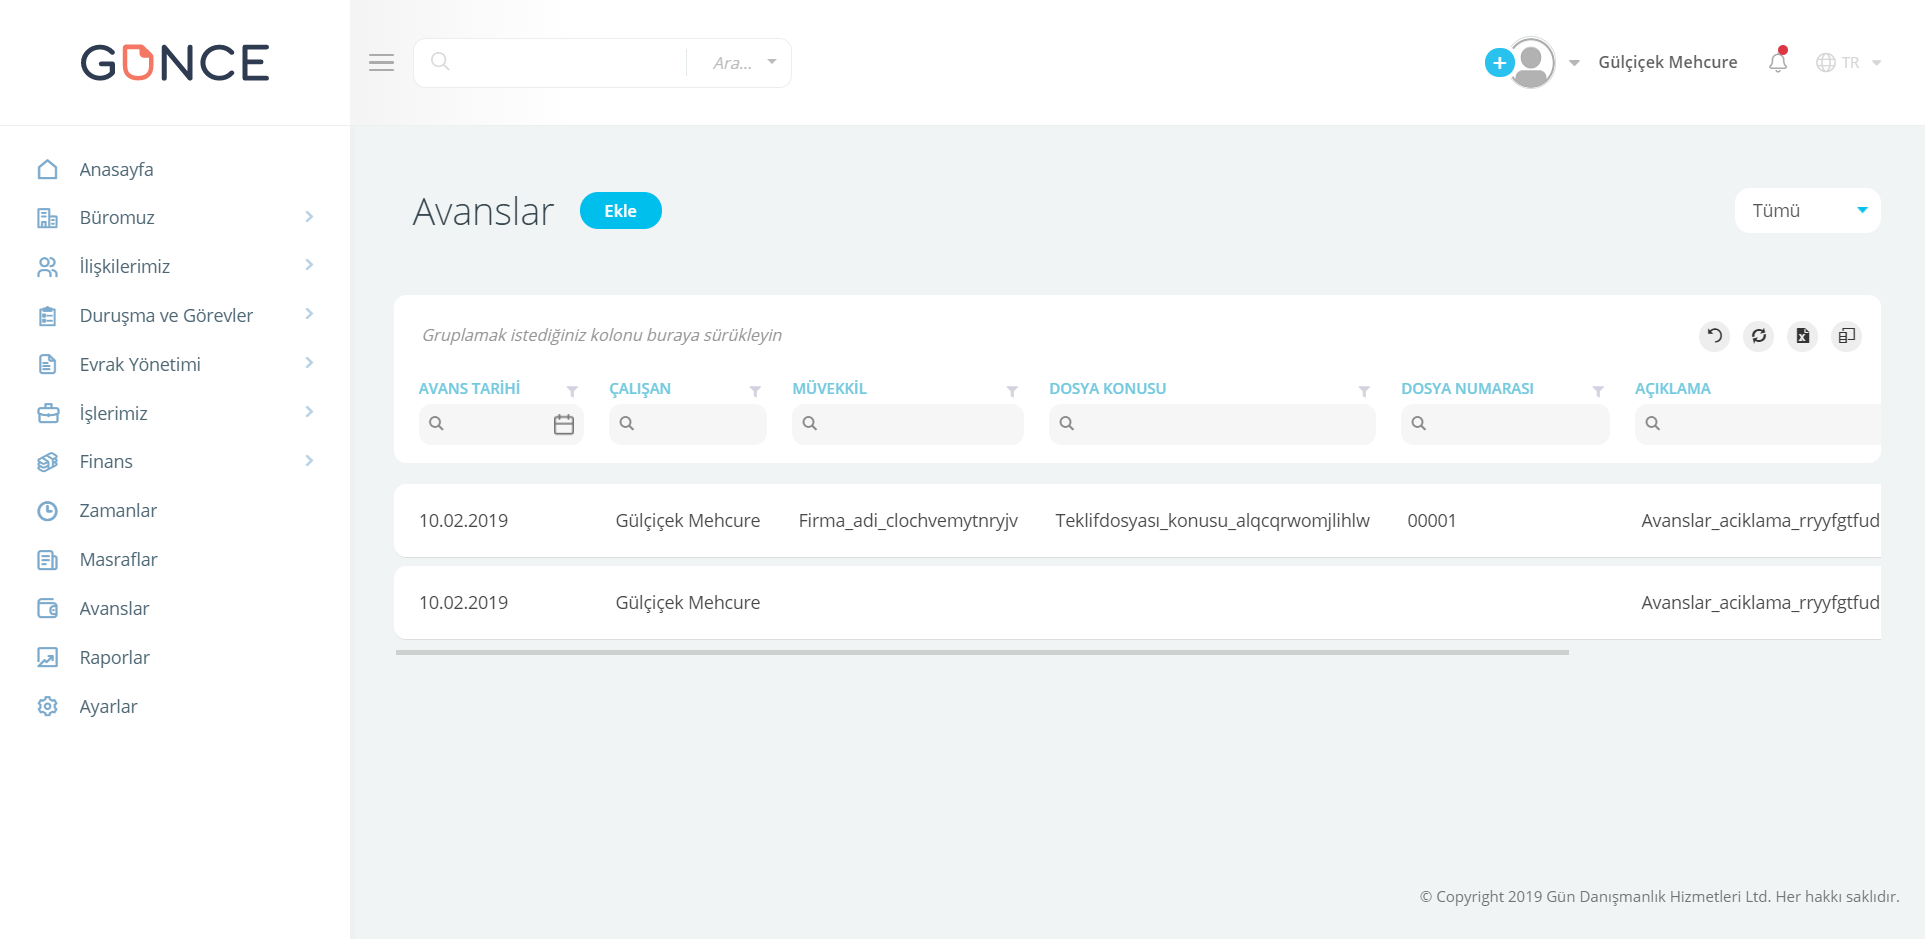 GÜNCE
Ara...
Gülçiçek Mehcure
TR
Anasayfa
Büromuz
İlişkilerimiz
Duruşma ve Görevler
Evrak Yönetimi
İşlerimiz
Finans
Zamanlar
Masraflar
Avanslar
Raporlar
Ayarlar
Avanslar
Ekle
Tümü
Gruplamak istediğiniz kolonu buraya sürükleyin
AVANS TARİHİ ÇALIŞAN MÜVEKKİL DOSYA KONUSU DOSYA NUMARASI AÇIKLAMA
10.02.2019 Gülçiçek Mehcure Firma_adi_clochvemytnryjv Teklifdosyası_konusu_alqcqrwomjlihlw 00001 Avanslar_aciklama_rryyfgtfud
10.02.2019 Gülçiçek Mehcure Avanslar_aciklama_rryyfgtfud
© Copyright 2019 Gün Danışmanlık Hizmetleri Ltd. Her hakkı saklıdır.